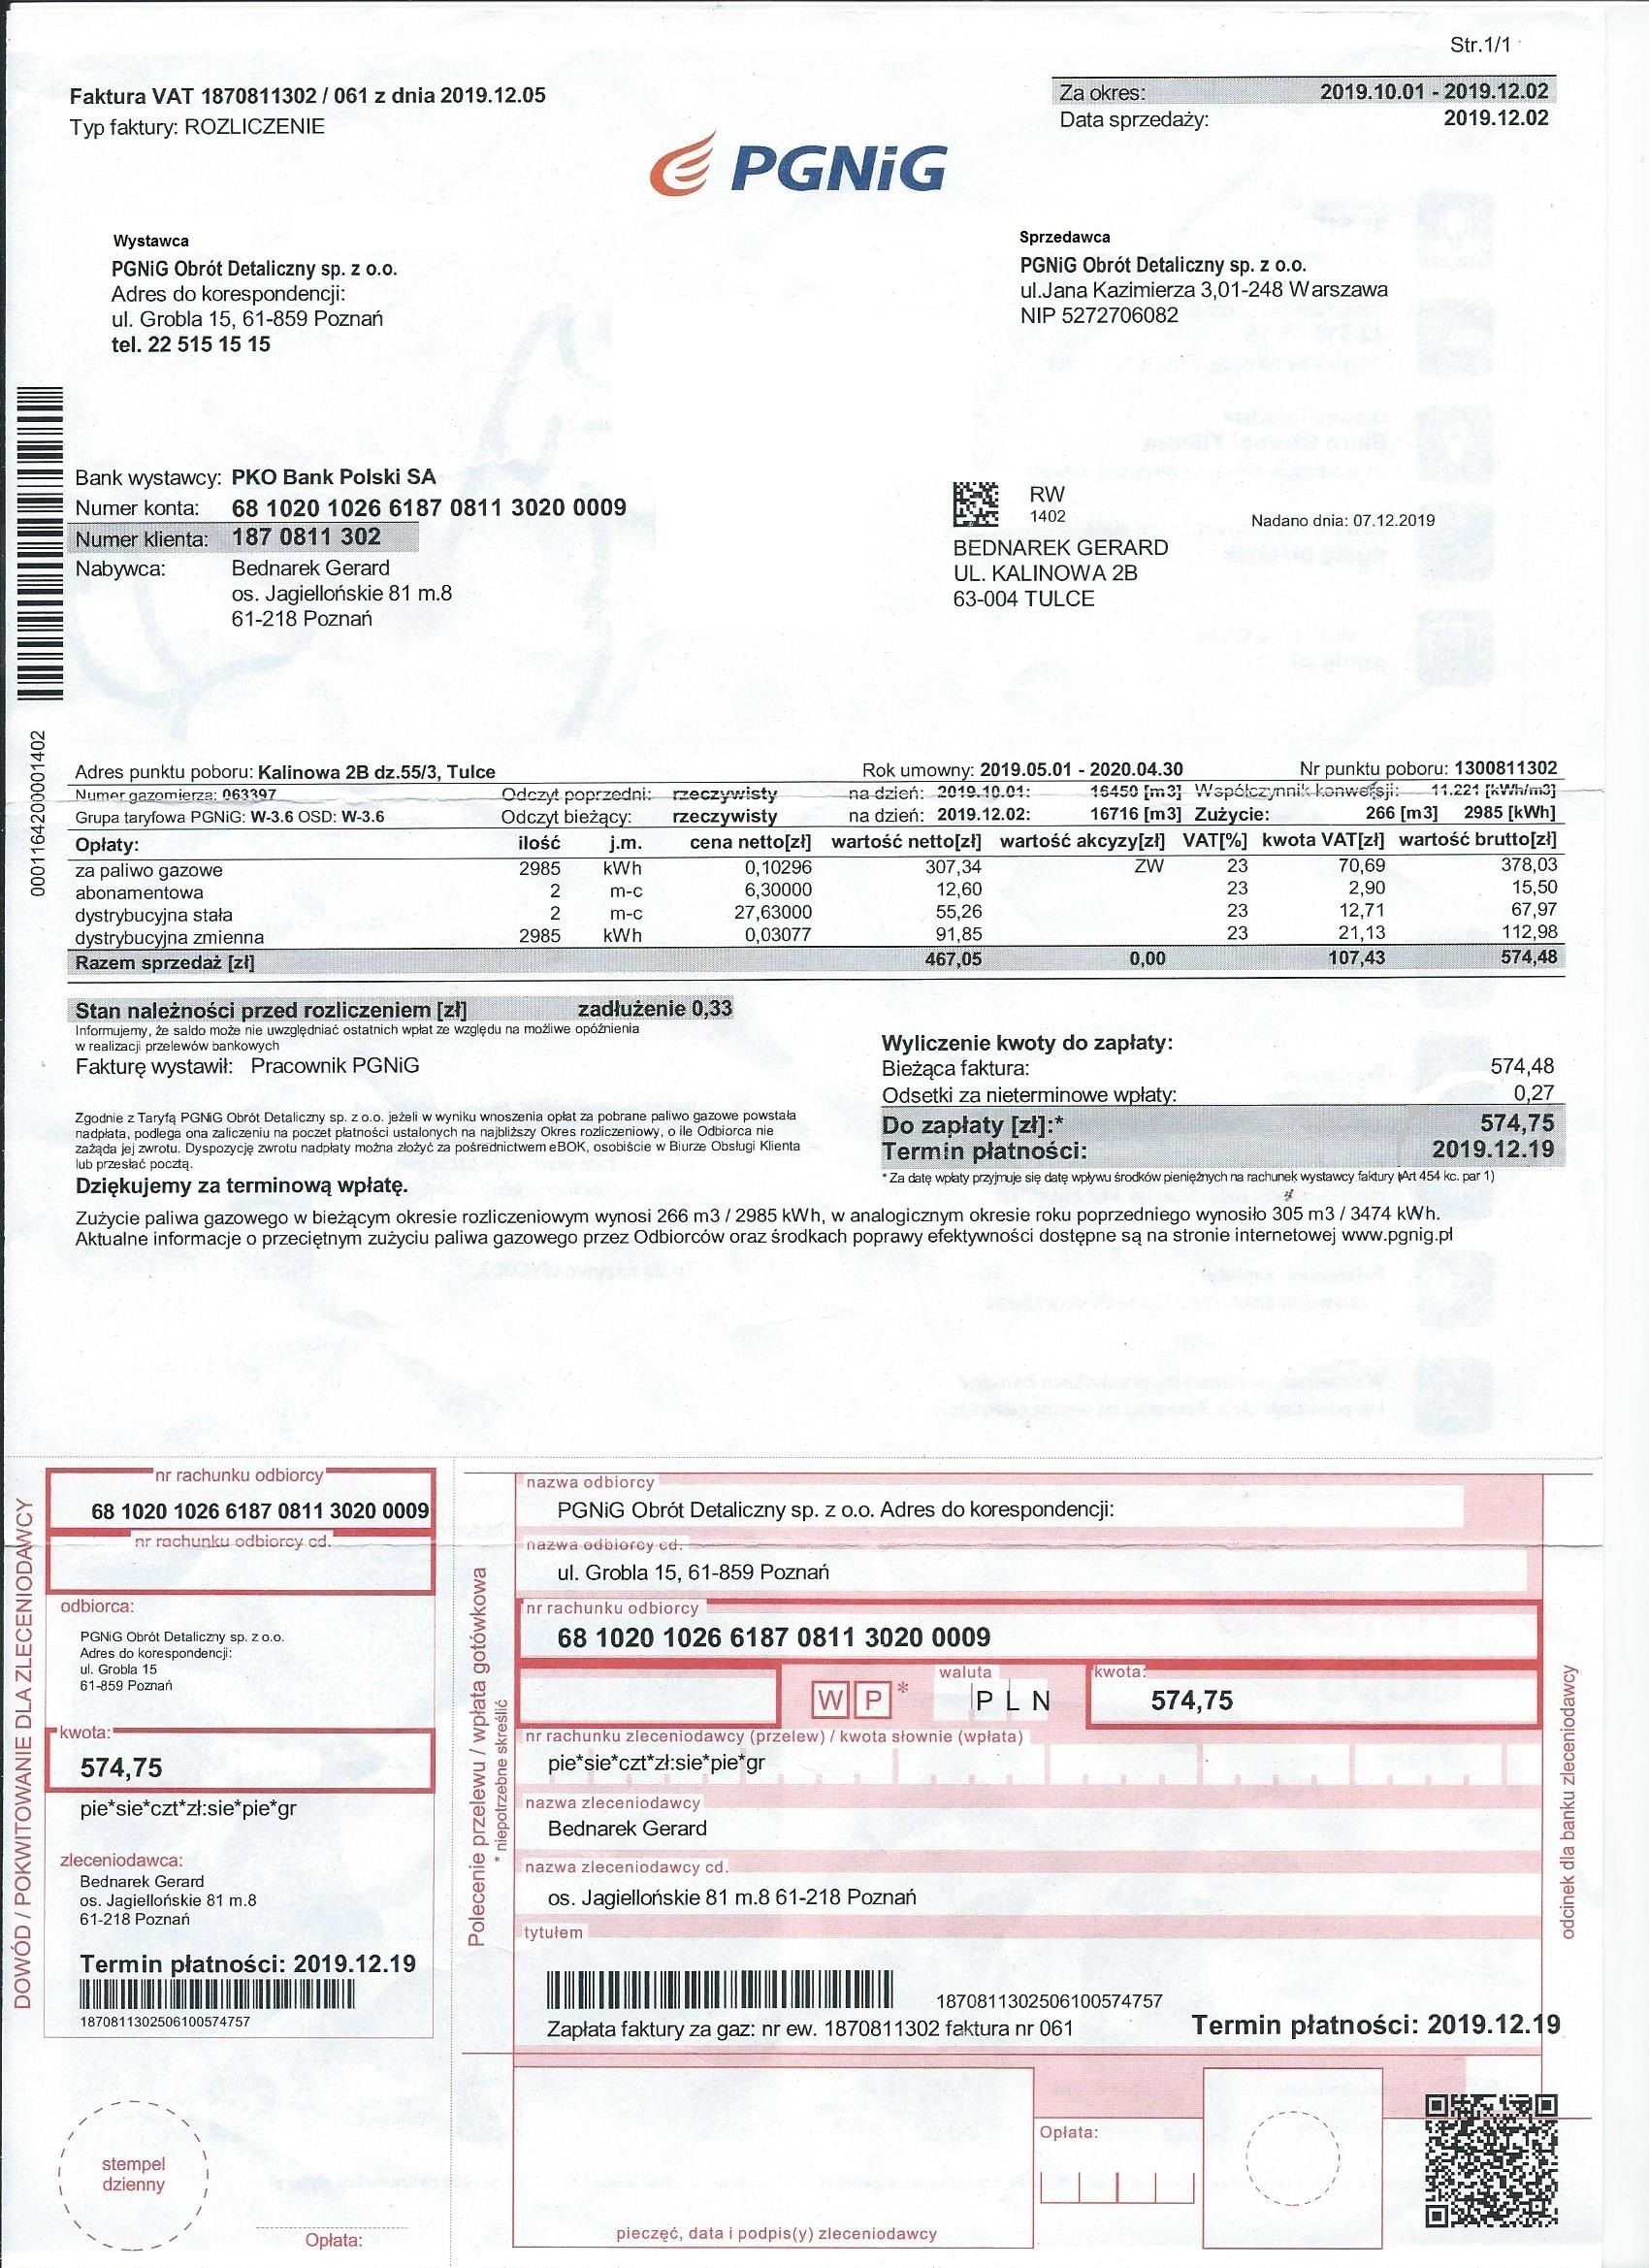 Str.1/1
Faktura VAT 1870811302 / 061 z dnia 2019.12.05
Typ faktury: ROZLICZENIE
Za okres: 2019.10.01 - 2019.12.02
Data sprzedaży: 2019.12.02
PGNiG
Wystawca
PGNiG Obrót Detaliczny sp. z o.o.
Adres do korespondencji:
ul. Grobla 15, 61-859 Poznań
tel. 22 515 15 15
Sprzedawca
PGNiG Obrót Detaliczny sp. z o.o.
ul.Jana Kazimierza 3,01-248 Warszawa
NIP 5272706082
Bank wystawcy: PKO Bank Polski SA
Numer konta: 68 1020 1026 6187 0811 3020 0009
Numer klienta: 187 0811 302
Nabywca: Bednarek Gerard
os. Jagiellońskie 81 m.8
61-218 Poznań
RW
1402
Nadano dnia: 07.12.2019
BEDNAREK GERARD
UL. KALINOWA 2B
63-004 TULCE
0001164200001402
Adres punktu poboru: Kalinowa 2B dz.55/3, Tulce Rok umowny: 2019.05.01 - 2020.04.30 Nr punktu poboru: 1300811302
Numer gazomierza: 063397 Odczyt poprzedni: rzeczywisty na dzień: 2019.10.01: 16450 [m3] Współczynnik konwersji: 11.221 [kWh/m3]
Grupa taryfowa PGNiG: W-3.6 OSD: W-3.6 Odczyt bieżący: rzeczywisty na dzień: 2019.12.02: 16716 [m3] Zużycie: 266 [m3] 2985 [kWh]
Opłaty: ilość j.m. cena netto[zł] wartość netto[zł] wartość akcyzy[zł] VAT[%] kwota VAT[zł] wartość brutto[zł]
za paliwo gazowe 2985 kWh 0,10296 307,34 ZW 23 70,69 378,03
abonamentowa 2 m-c 6,30000 12,60 23 2,90 15,50
dystrybucyjna stała 2 m-c 27,63000 55,26 23 12,71 67,97
dystrybucyjna zmienna 2985 kWh 0,03077 91,85 23 21,13 112,98
Razem sprzedaż [zł] 467,05 0,00 107,43 574,48
Stan należności przed rozliczeniem [zł] zadłużenie 0,33
Informujemy, że saldo może nie uwzględniać ostatnich wpłat ze względu na możliwe opóźnienia
w realizacji przelewów bankowych
Fakturę wystawił: Pracownik PGNiG
Wyliczenie kwoty do zapłaty:
Bieżąca faktura: 574,48
Odsetki za nieterminowe wpłaty: 0,27
Do zapłaty [zł]:* 574,75
Termin płatności: 2019.12.19
* Za datę wpłaty przyjmuje się datę wpływu środków pieniężnych na rachunek wystawcy faktury (Art 454 kc. par 1)
Zgodnie z Taryfą PGNiG Obrót Detaliczny sp. z o.o. jeżeli w wyniku wnoszenia opłat za pobrane paliwo gazowe powstała
nadpłata, podlega ona zaliczeniu na poczet płatności ustalonych na najbliższy Okres rozliczeniowy, o ile Odbiorca nie
zażąda jej zwrotu. Dyspozycję zwrotu nadpłaty można złożyć za pośrednictwem eBOK, osobiście w Biurze Obsługi Klienta
lub przesłać pocztą.
Dziękujemy za terminową wpłatę.
Zużycie paliwa gazowego w bieżącym okresie rozliczeniowym wynosi 266 m3 / 2985 kWh, w analogicznym okresie roku poprzedniego wynosiło 305 m3 / 3474 kWh.
Aktualne informacje o przeciętnym zużyciu paliwa gazowego przez Odbiorców oraz środkach poprawy efektywności dostępne są na stronie internetowej www.pgnig.pl
DOWÓD / POKWITOWANIE DLA ZLECENIODAWCY
nr rachunku odbiorcy
68 1020 1026 6187 0811 3020 0009
nr rachunku odbiorcy cd.
odbiorca:
PGNiG Obrót Detaliczny sp. z o.o.
Adres do korespondencji:
ul. Grobla 15
61-859 Poznań
kwota:
574,75
pie*sie*czt*zł:sie*pie*gr
zleceniodawca:
Bednarek Gerard
os. Jagiellońskie 81 m.8
61-218 Poznań
Termin płatności: 2019.12.19
1870811302506100574757
stempel
dzienny
Opłata:
Polecenie przelewu / wpłata gotówkowa
* niepotrzebne skreślić
nazwa odbiorcy
PGNiG Obrót Detaliczny sp. z o.o. Adres do korespondencji:
nazwa odbiorcy cd.
ul. Grobla 15, 61-859 Poznań
nr rachunku odbiorcy
68 1020 1026 6187 0811 3020 0009
W P *
waluta
PLN
kwota:
574,75
nr rachunku zleceniodawcy (przelew) / kwota słownie (wpłata)
pie*sie*czt*zł:sie*pie*gr
nazwa zleceniodawcy
Bednarek Gerard
nazwa zleceniodawcy cd.
os. Jagiellońskie 81 m.8 61-218 Poznań
tytułem
1870811302506100574757
Zapłata faktury za gaz: nr ew. 1870811302 faktura nr 061
Termin płatności: 2019.12.19
Opłata:
pieczęć, data i podpis(y) zleceniodawcy
odcinek dla banku zleceniodawcy